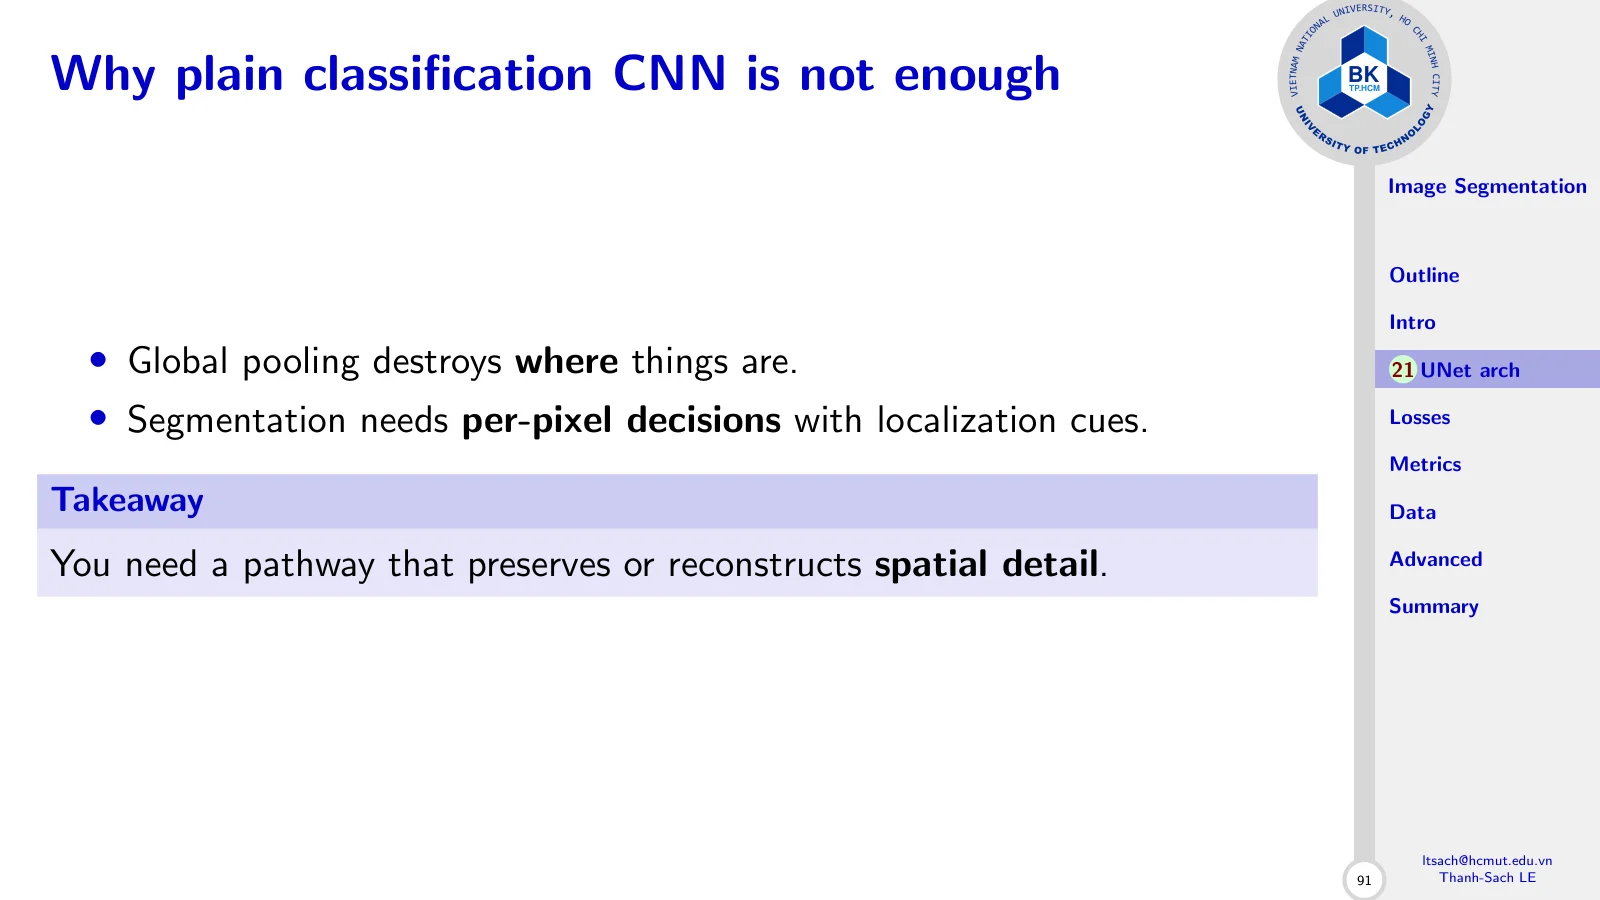 Why plain classification CNN is not enough
VIETNAM NATIONAL UNIVERSITY, HO CHI MINH CITY
UNIVERSITY OF TECHNOLOGY
BK
TP.HCM
• Global pooling destroys where things are.
• Segmentation needs per-pixel decisions with localization cues.
Takeaway
You need a pathway that preserves or reconstructs spatial detail.
Image Segmentation
Outline
Intro
21 UNet arch
Losses
Metrics
Data
Advanced
Summary
ltsach@hcmut.edu.vn
Thanh-Sach LE
91